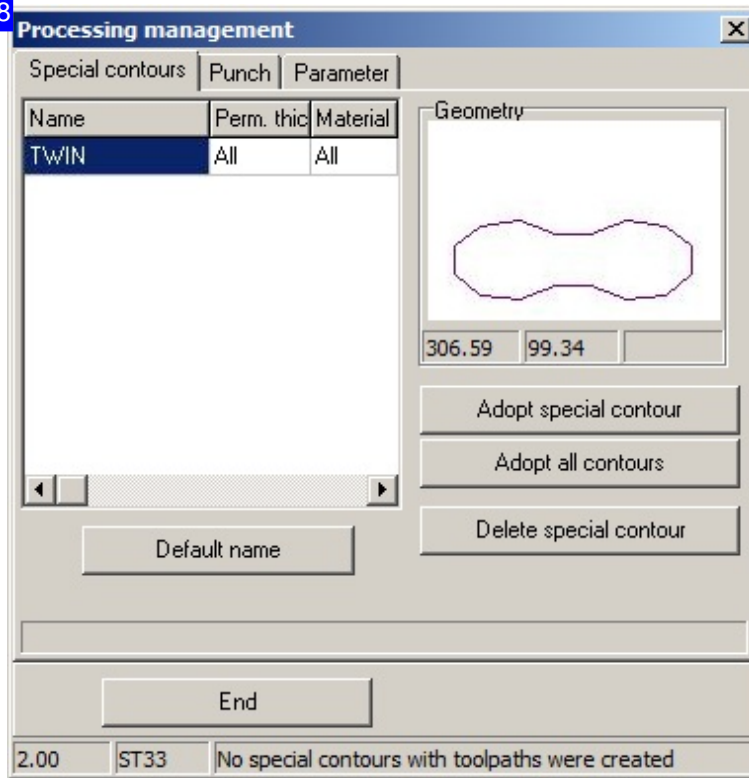 8
Processing management
Special contours Punch Parameter
Name Perm. thic Material
TWIN All All
Geometry
306.59 99.34
Adopt special contour
Adopt all contours
Delete special contour
Default name
End
2.00 ST33 No special contours with toolpaths were created